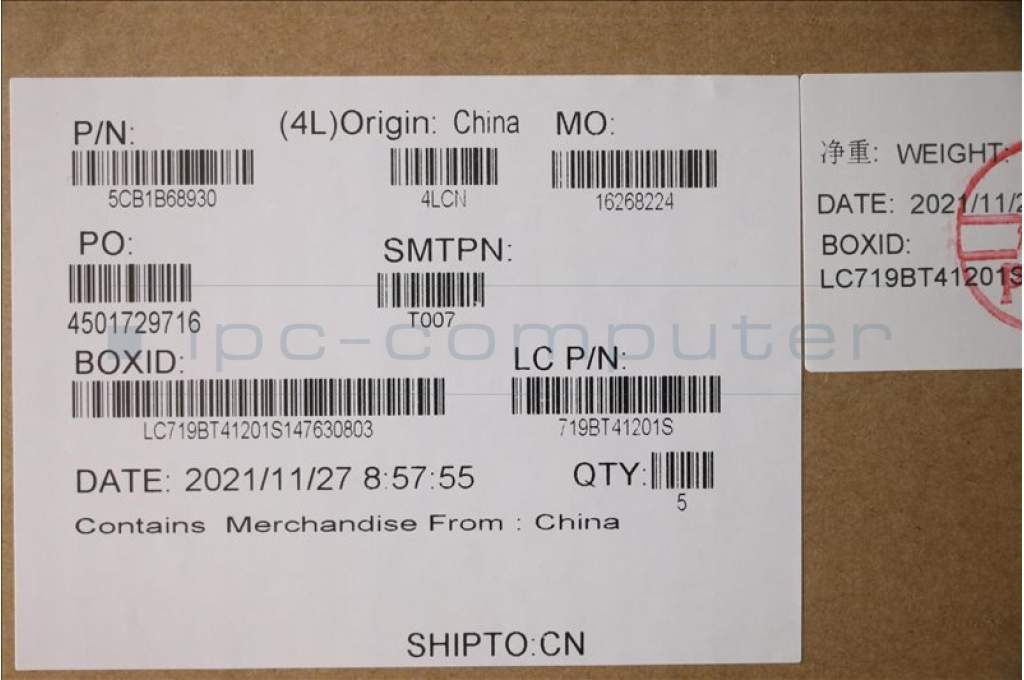 P/N: (4L)Origin: China MO:
5CB1B68930 4LCN 16268224
PO: SMTPN:
4501729716 T007
ipc-computer
BOXID: LC P/N:
LC719BT41201S147630803 719BT41201S
DATE: 2021/11/27 8:57:55 QTY:
5
Contains Merchandise From : China
SHIPTO:CN
净重: WEIGHT:
DATE: 2021/11/2
BOXID:
LC719BT41201S